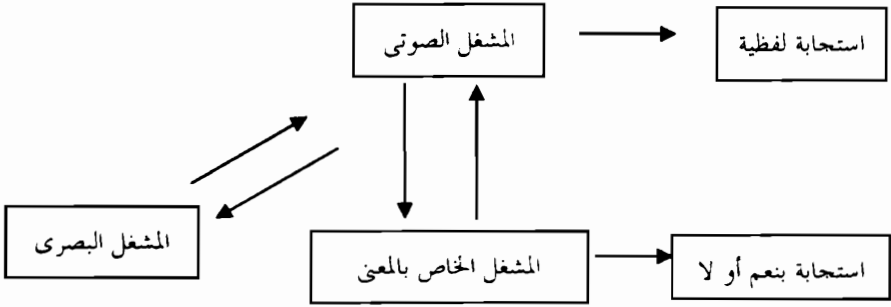 المشغل الصوتى
استجابة لفظية
المشغل البصرى
المشغل الخاص بالمعنى
استجابة بنعم أو لا